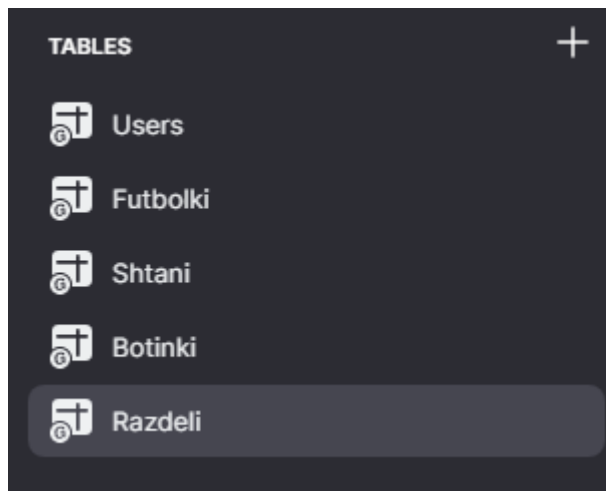 TABLES
Users
Futbolki
Shtani
Botinki
Razdeli